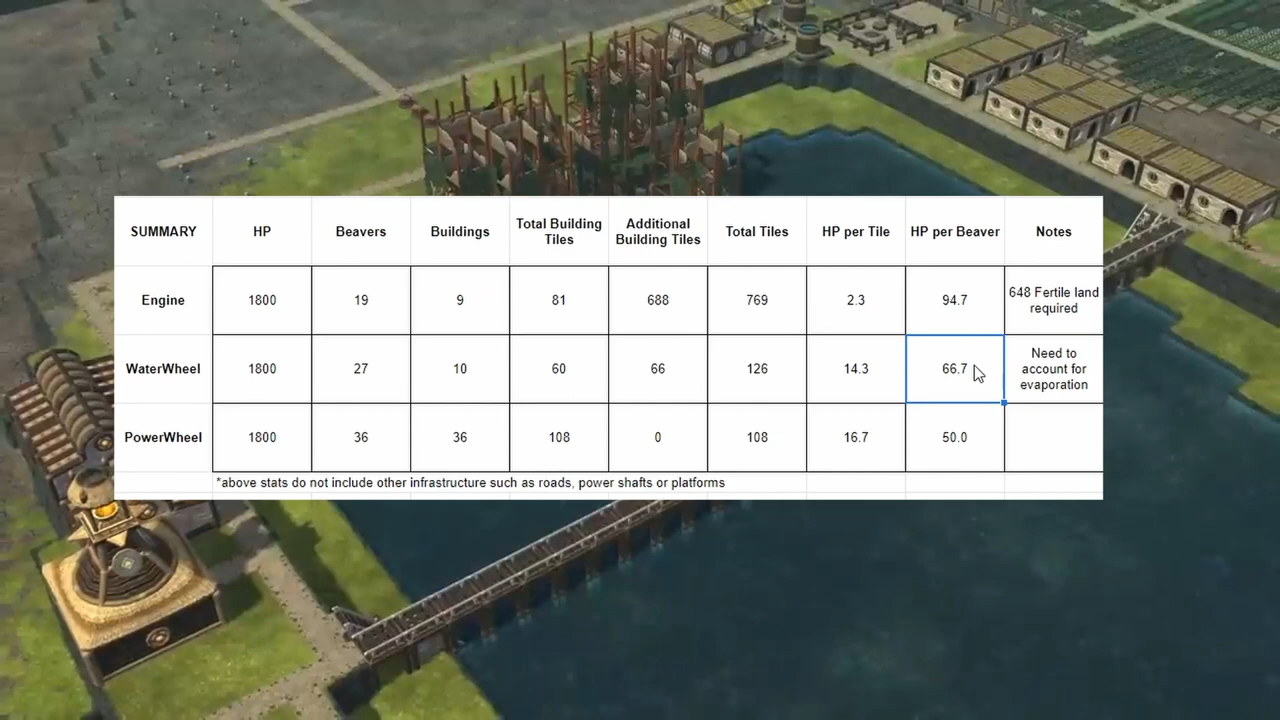 SUMMARY HP Beavers Buildings Total Building Tiles Additional Building Tiles Total Tiles HP per Tile HP per Beaver Notes
Engine 1800 19 9 81 688 769 2.3 94.7 648 Fertile land required
WaterWheel 1800 27 10 60 66 126 14.3 66.7 Need to account for evaporation
PowerWheel 1800 36 36 108 0 108 16.7 50.0
*above stats do not include other infrastructure such as roads, power shafts or platforms